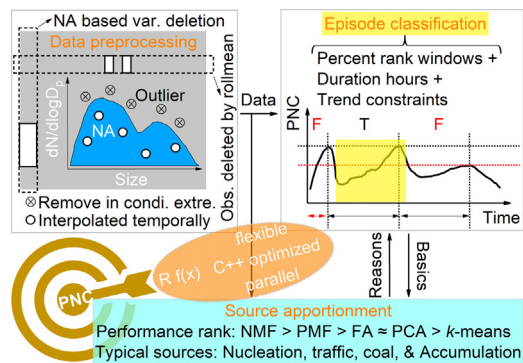 NA based var. deletion
Data preprocessing
dN/dlogDp
Outlier
NA
Size
⊗ Remove in condi. extre.
Interpolated temporally
Obs. deleted by rollmean
Data
Episode classification
Percent rank windows +
Duration hours +
Trend constraints
PNC
F
T
F
Time
PNC
R f(x)
flexible
C++ optimized
parallel
Reasons
Basics
Source apportionment
Performance rank: NMF > PMF > FA ≈ PCA > k-means
Typical sources: Nucleation, traffic, coal, & Accumulation